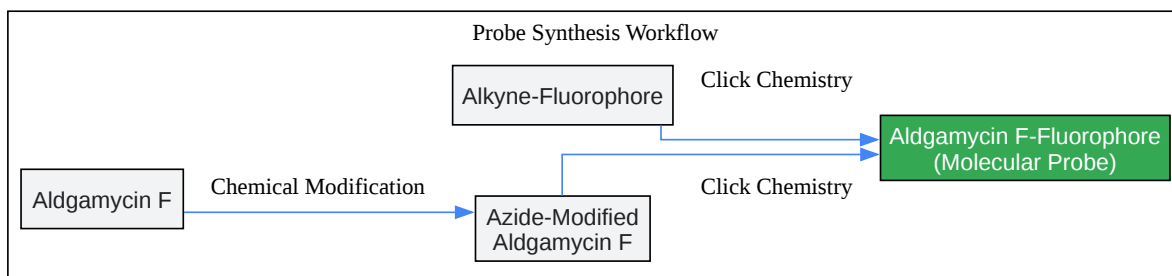 Probe Synthesis Workflow
Alkyne-Fluorophore
Click Chemistry
Aldgamycin F-Fluorophore
(Molecular Probe)
Aldgamycin F
Chemical Modification
Azide-Modified
Aldgamycin F
Click Chemistry